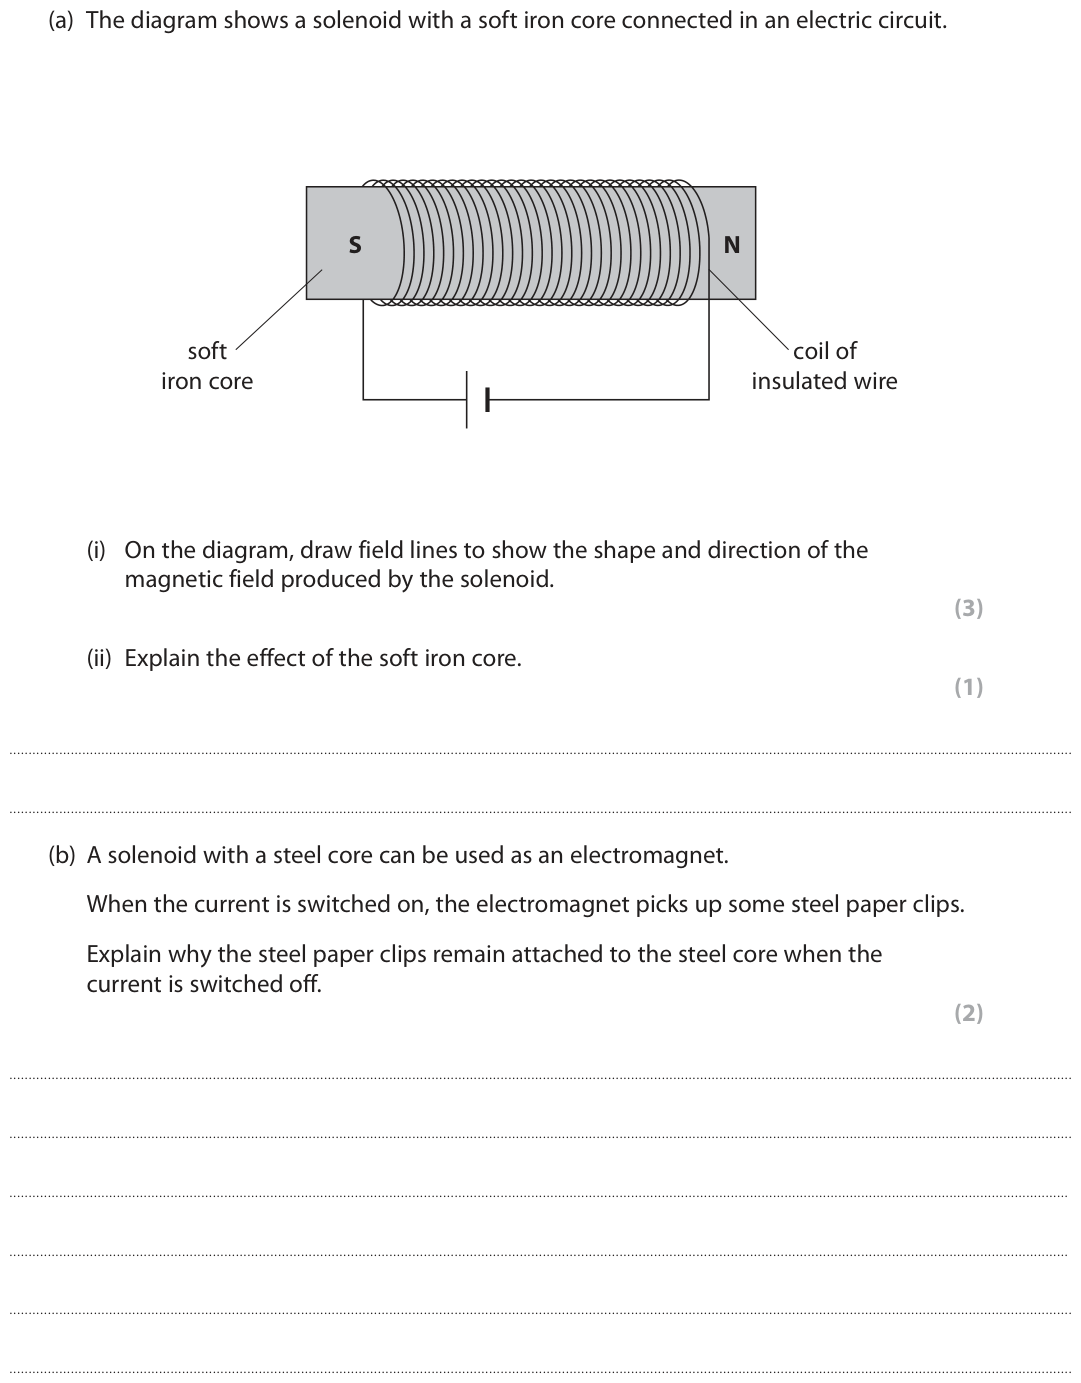 (a) The diagram shows a solenoid with a soft iron core connected in an electric circuit.
S
N
soft
iron core
coil of
insulated wire
(i) On the diagram, draw field lines to show the shape and direction of the
magnetic field produced by the solenoid.
(3)
(ii) Explain the effect of the soft iron core.
(1)
(b) A solenoid with a steel core can be used as an electromagnet.
When the current is switched on, the electromagnet picks up some steel paper clips.
Explain why the steel paper clips remain attached to the steel core when the
current is switched off.
(2)